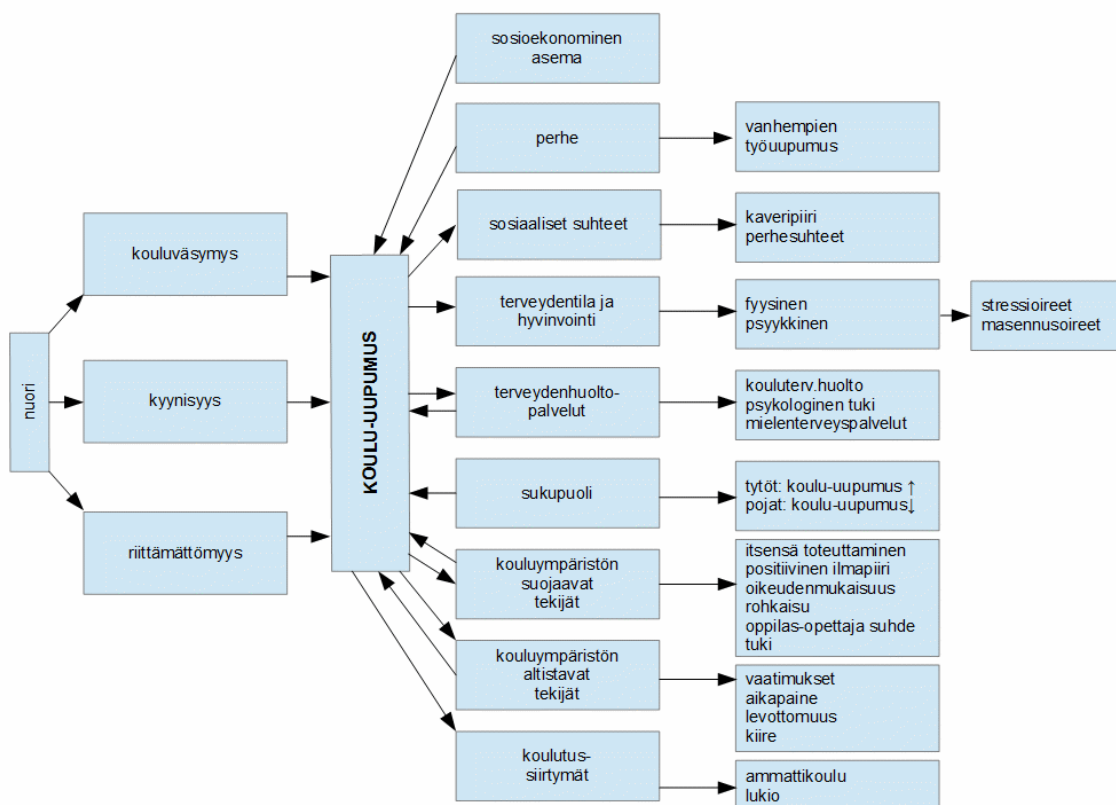 nuori
kouluväsymys
kyynisyys
riittämättömyys
KOULU-UUPUMUS
sosioekonominen
asema
perhe
vanhempien
työuupumus
sosiaaliset suhteet
kaveripiiri
perhesuhteet
terveydentila ja
hyvinvointi
fyysinen
psyykkinen
stressioireet
masennusoireet
terveydenhuolto-
palvelut
kouluterv.huolto
psykologinen tuki
mielenterveyspalvelut
sukupuoli
tytöt: koulu-uupumus ↑
pojat: koulu-uupumus↓
kouluympäristön
suojaavat
tekijät
itsensä toteuttaminen
positiivinen ilmapiiri
oikeudenmukaisuus
rohkaisu
oppilas-opettaja suhde
tuki
kouluympäristön
altistavat
tekijät
vaatimukset
aikapaine
levottomuus
kiire
koulutus-
siirtymät
ammattikoulu
lukio